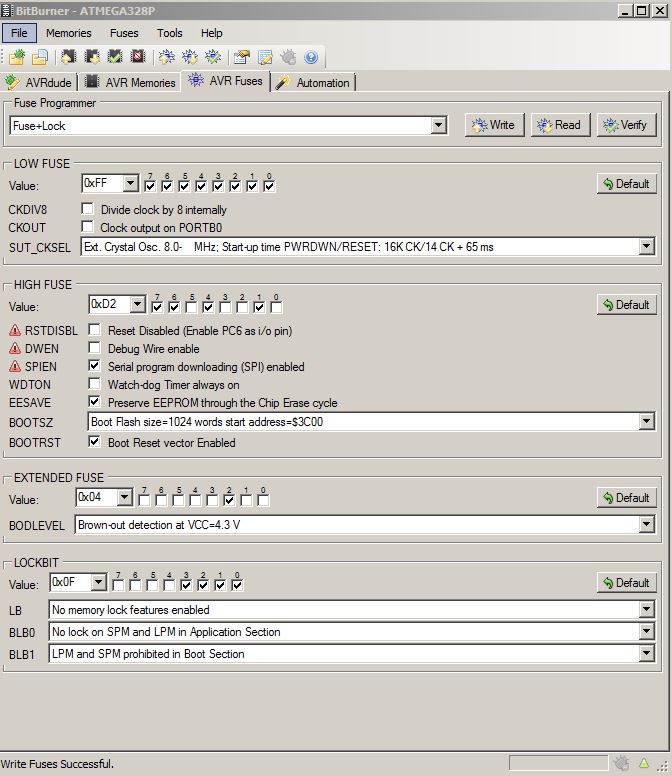 BitBurner - ATMEGA328P
File Memories Fuses Tools Help
AVRdude AVR Memories AVR Fuses Automation
Fuse Programmer
Fuse+Lock Write Read Verify
LOW FUSE
7 6 5 4 3 2 1 0
Value: 0xFF Default
CKDIV8 Divide clock by 8 internally
CKOUT Clock output on PORTB0
SUT_CKSEL Ext. Crystal Osc. 8.0- MHz; Start-up time PWRDWN/RESET: 16K CK/14 CK + 65 ms
HIGH FUSE
7 6 5 4 3 2 1 0
Value: 0xD2 Default
RSTDISBL Reset Disabled (Enable PC6 as i/o pin)
DWEN Debug Wire enable
SPIEN Serial program downloading (SPI) enabled
WDTON Watch-dog Timer always on
EESAVE Preserve EEPROM through the Chip Erase cycle
BOOTSZ Boot Flash size=1024 words start address=$3C00
BOOTRST Boot Reset vector Enabled
EXTENDED FUSE
7 6 5 4 3 2 1 0
Value: 0x04 Default
BODLEVEL Brown-out detection at VCC=4.3 V
LOCKBIT
7 6 5 4 3 2 1 0
Value: 0x0F Default
LB No memory lock features enabled
BLB0 No lock on SPM and LPM in Application Section
BLB1 LPM and SPM prohibited in Boot Section
Write Fuses Successful.